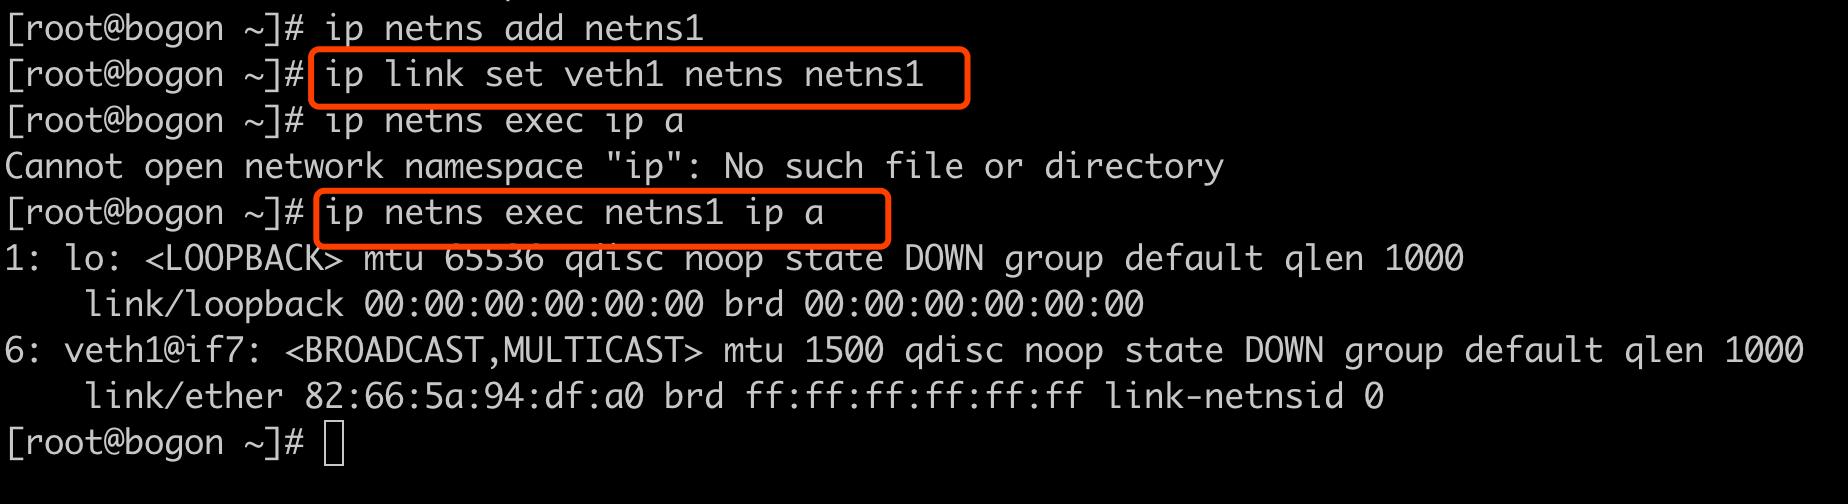 [root@bogon ~]# ip netns add netns1
[root@bogon ~]# ip link set veth1 netns netns1
[root@bogon ~]# ip netns exec ip a
Cannot open network namespace "ip": No such file or directory
[root@bogon ~]# ip netns exec netns1 ip a
1: lo: <LOOPBACK> mtu 65536 qdisc noop state DOWN group default qlen 1000
    link/loopback 00:00:00:00:00:00 brd 00:00:00:00:00:00
6: veth1@if7: <BROADCAST,MULTICAST> mtu 1500 qdisc noop state DOWN group default qlen 1000
    link/ether 82:66:5a:94:df:a0 brd ff:ff:ff:ff:ff:ff link-netnsid 0
[root@bogon ~]#